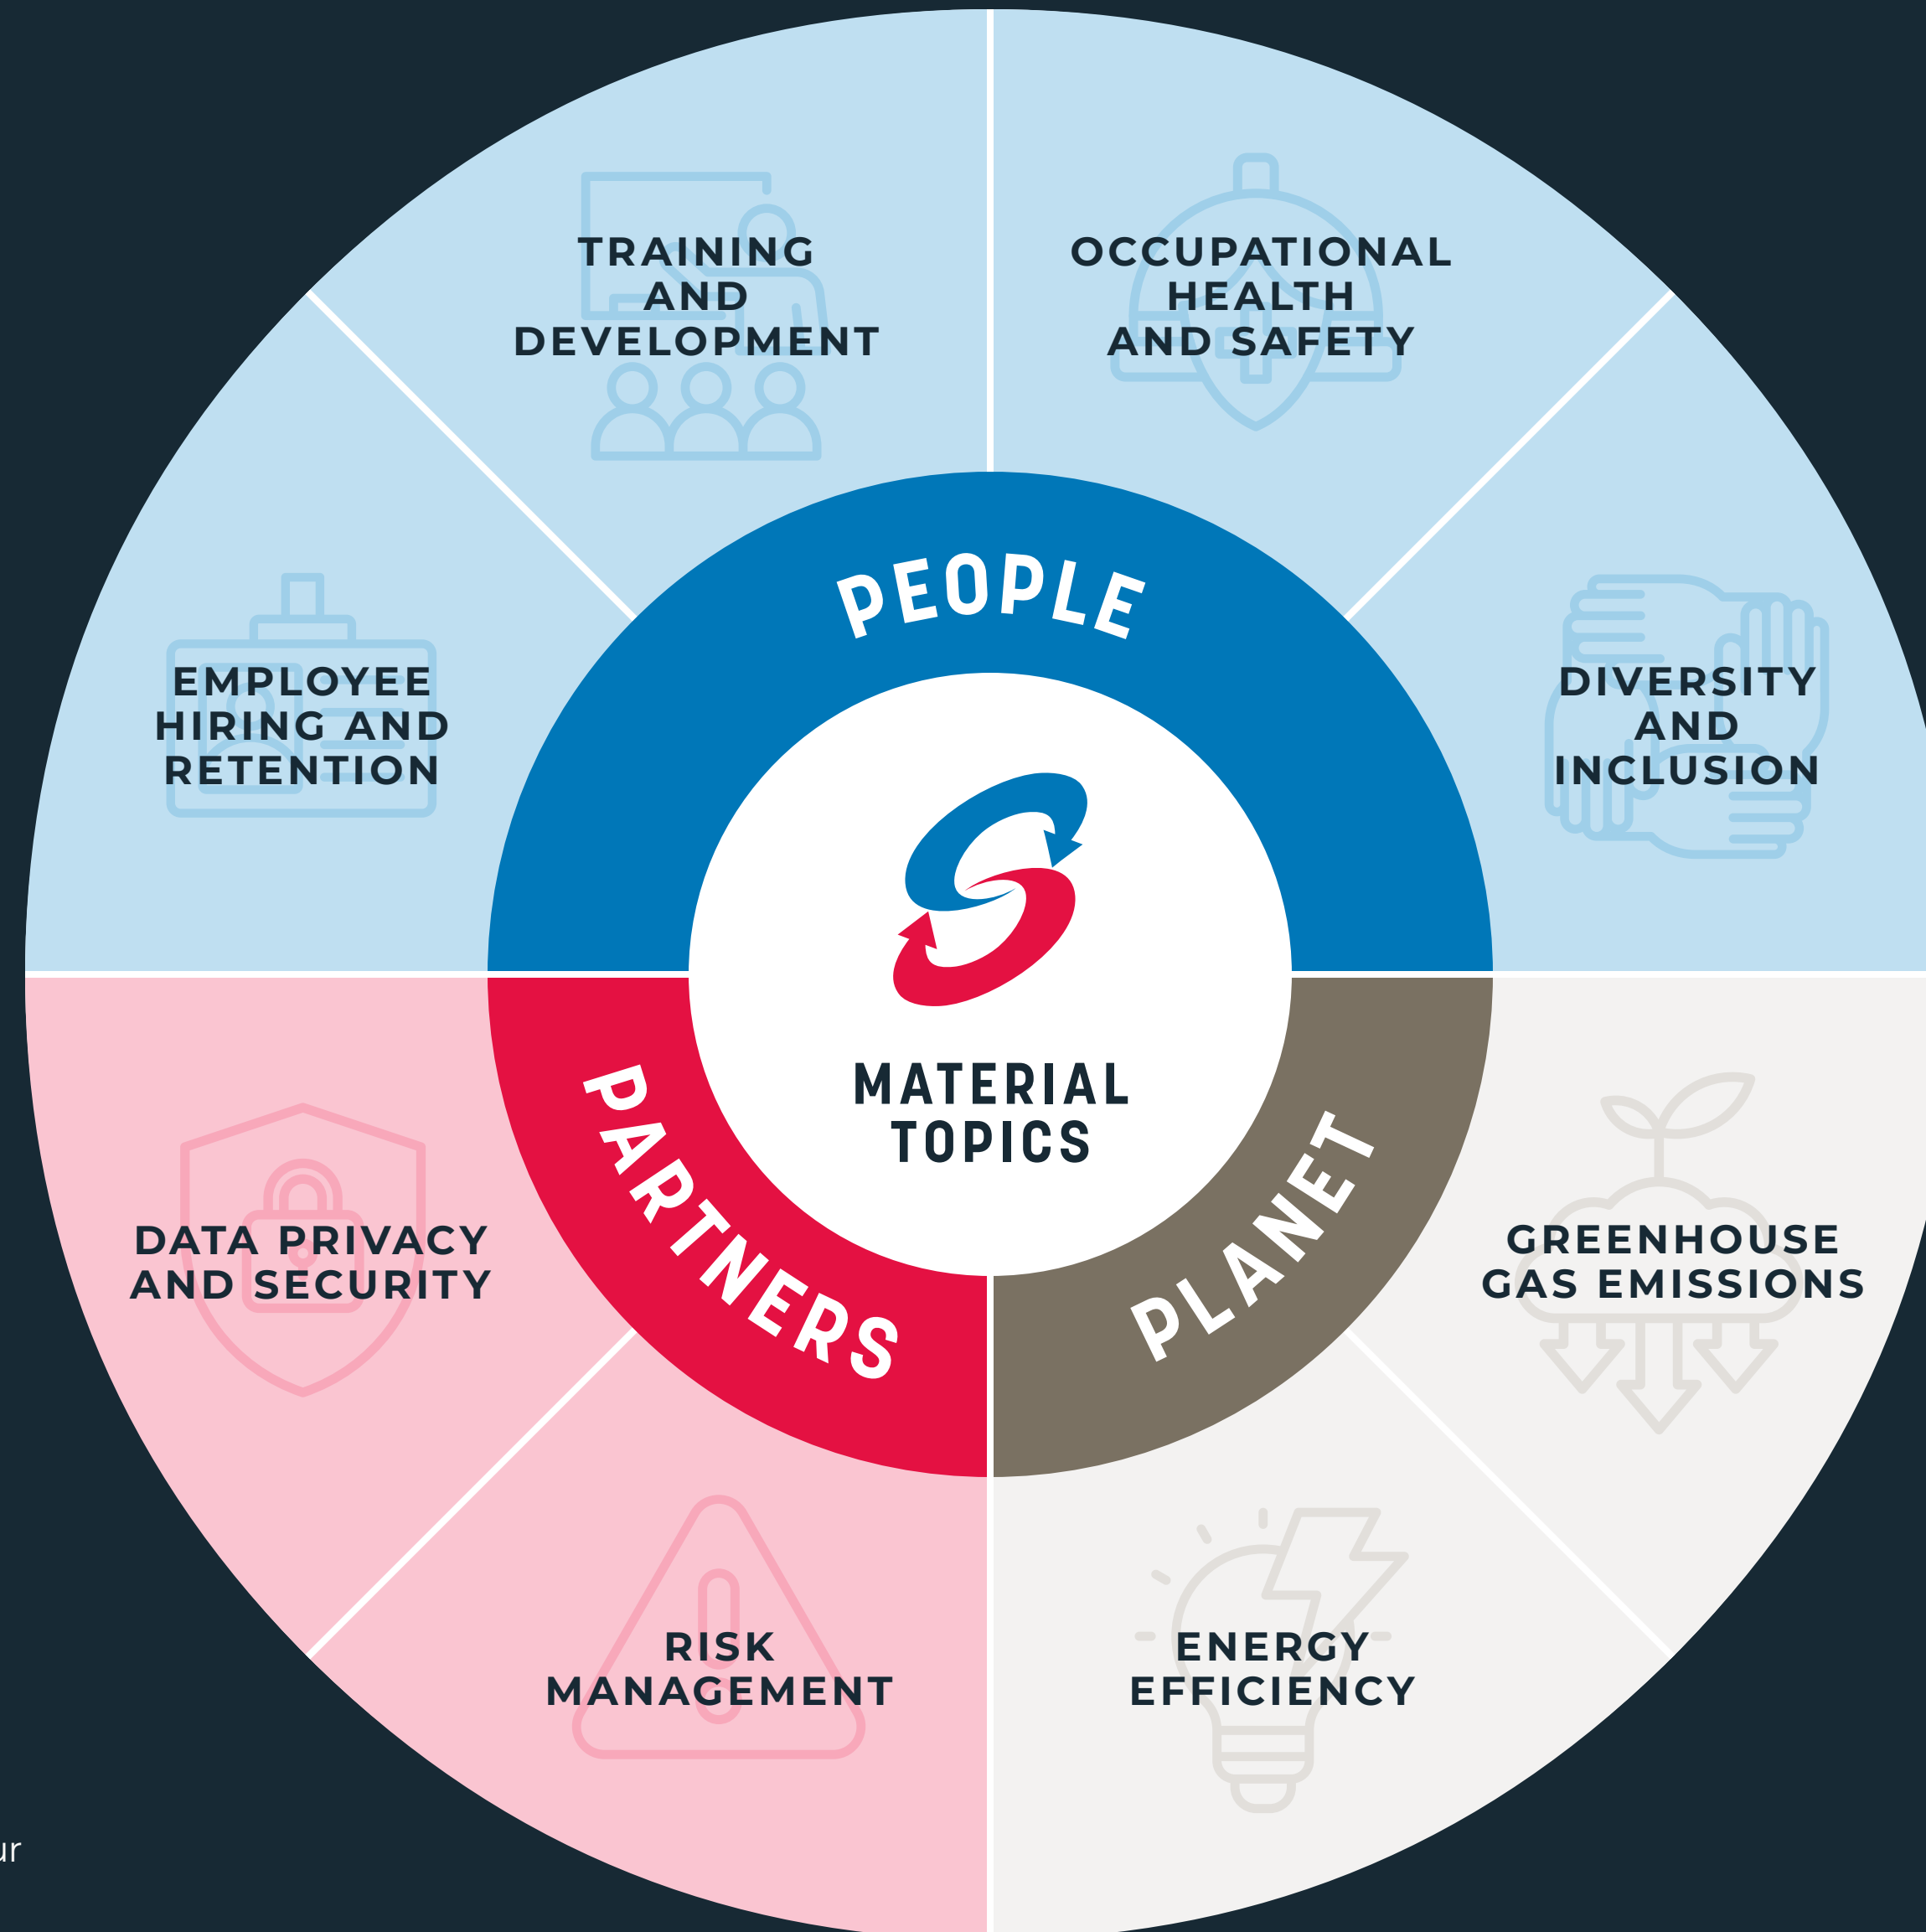 TRAINING
AND
DEVELOPMENT
OCCUPATIONAL
HEALTH
AND SAFETY
EMPLOYEE
HIRING AND
RETENTION
PEOPLE
DIVERSITY
AND
INCLUSION
MATERIAL
TOPICS
PARTNERS
PLANET
DATA PRIVACY
AND SECURITY
GREENHOUSE
GAS EMISSIONS
RISK
MANAGEMENT
ENERGY
EFFICIENCY